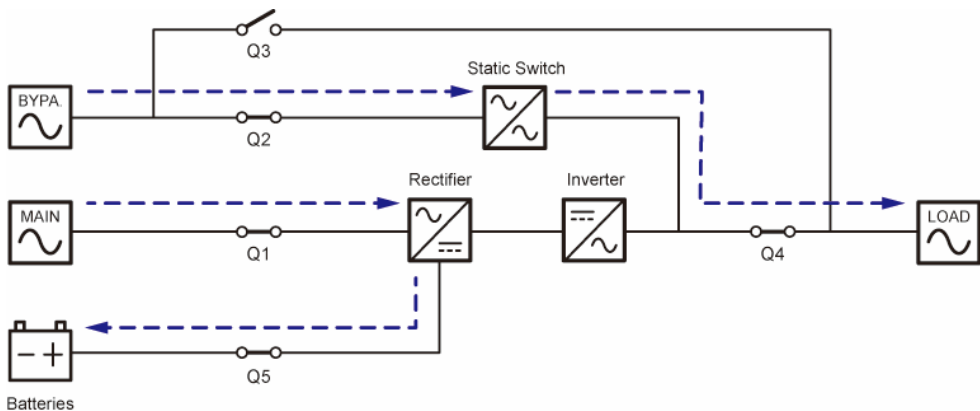 Q3
Static Switch
BYPA.
Q2
Rectifier
Inverter
MAIN
LOAD
Q1
Q4
Q5
Batteries